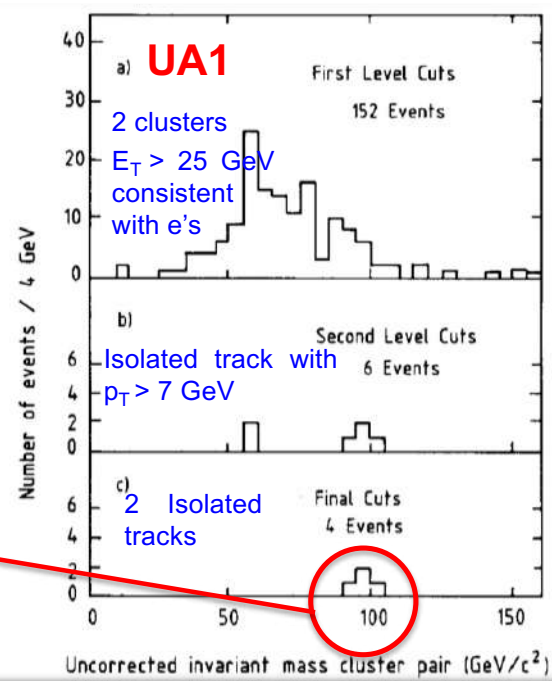 40
a) UA1
First Level Cuts
152 Events
30
2 clusters
E_T > 25 GeV
consistent
with e's
20
10
0
b)
Second Level Cuts
6 Events
Isolated track with
p_T > 7 GeV
6
4
2
0
c)
2 Isolated
tracks
Final Cuts
4 Events
6
4
2
0
0 50 100 150
Number of events / 4 GeV
Uncorrected invariant mass cluster pair (GeV/c²)